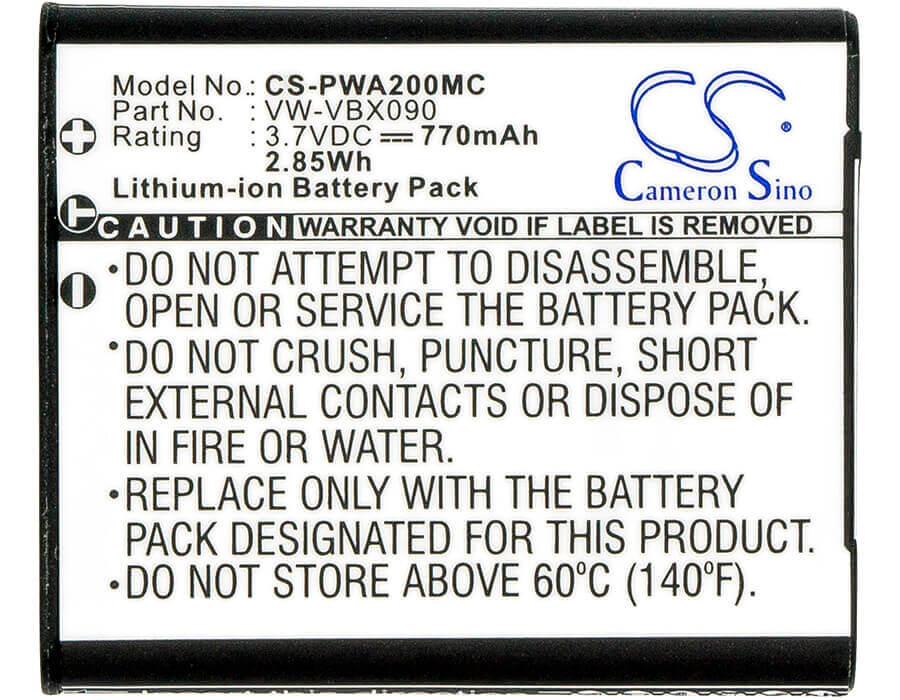 Model No.: CS-PWA200MC
Part No. : VW-VBX090
Rating : 3.7VDC 770mAh
2.85Wh
Lithium-ion Battery Pack
CS ®
Cameron Sino
+
T
CAUTION WARRANTY VOID IF LABEL IS REMOVED
−
•DO NOT ATTEMPT TO DISASSEMBLE,
OPEN OR SERVICE THE BATTERY PACK.
•DO NOT CRUSH, PUNCTURE, SHORT
EXTERNAL CONTACTS OR DISPOSE OF
IN FIRE OR WATER.
•REPLACE ONLY WITH THE BATTERY
PACK DESIGNATED FOR THIS PRODUCT.
•DO NOT STORE ABOVE 60°C (140°F).